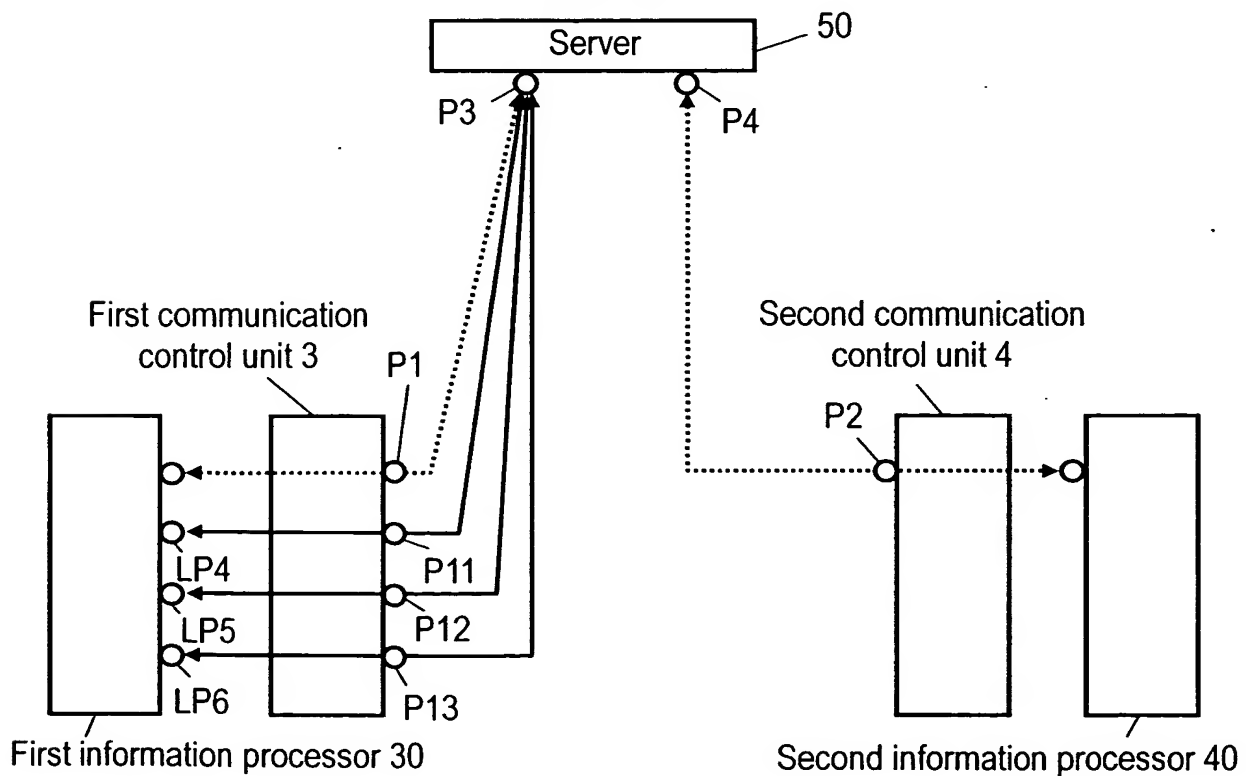 Server
50
P3
P4
First communication
control unit 3
P1
Second communication
control unit 4
P2
LP4
P11
LP5
P12
LP6
P13
First information processor 30
Second information processor 40